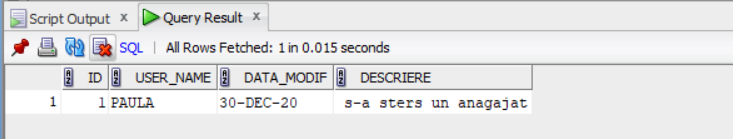 Script Output x Query Result x
SQL | All Rows Fetched: 1 in 0.015 seconds
ID USER_NAME DATA_MODIF DESCRIERE
1 1 PAULA 30-DEC-20 s-a sters un anagajat